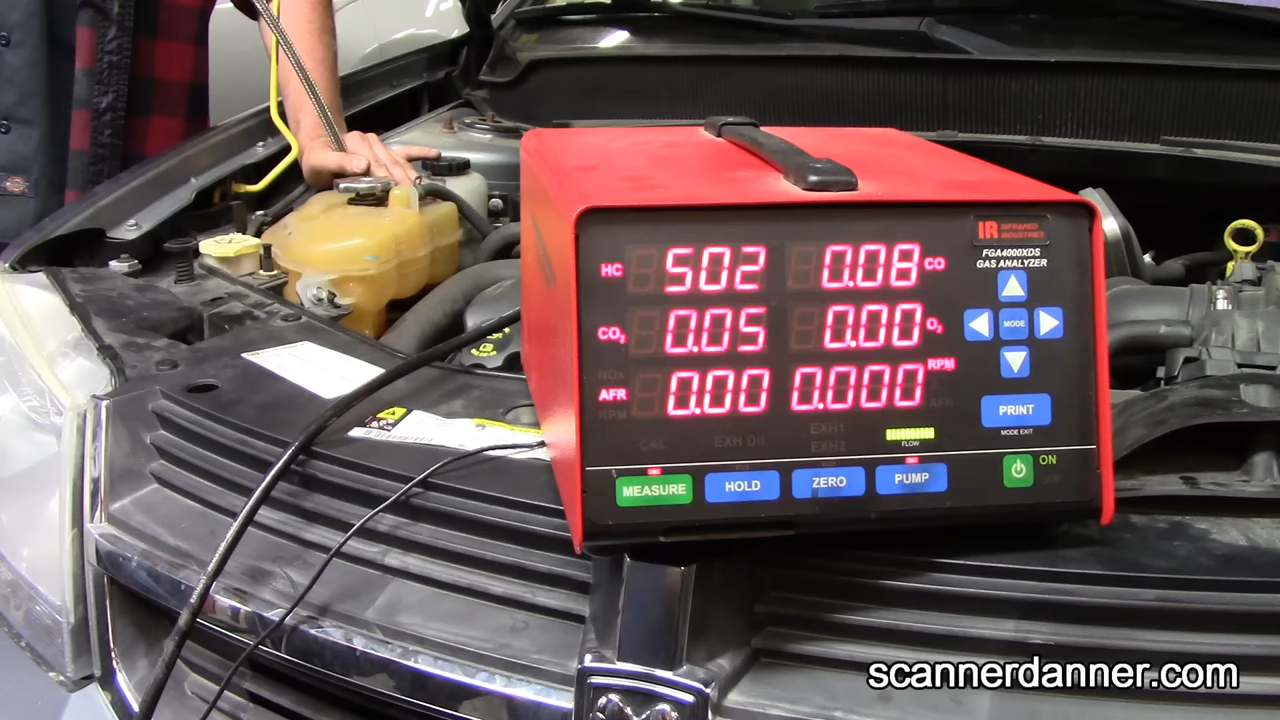 IR INFRARED
INDUSTRIES
FGA4000XDS
GAS ANALYZER
HC 502 0.08 CO
CO₂ 0.05 0.00 O₂
NOx
AFR 0.00 0.000 RPM
RPM AFR
MODE
PRINT
MODE EXIT
CAL EXH DIL EXH1
EXH2
FLOW
MEASURE HOLD ZERO PUMP ON
scannerdanner.com